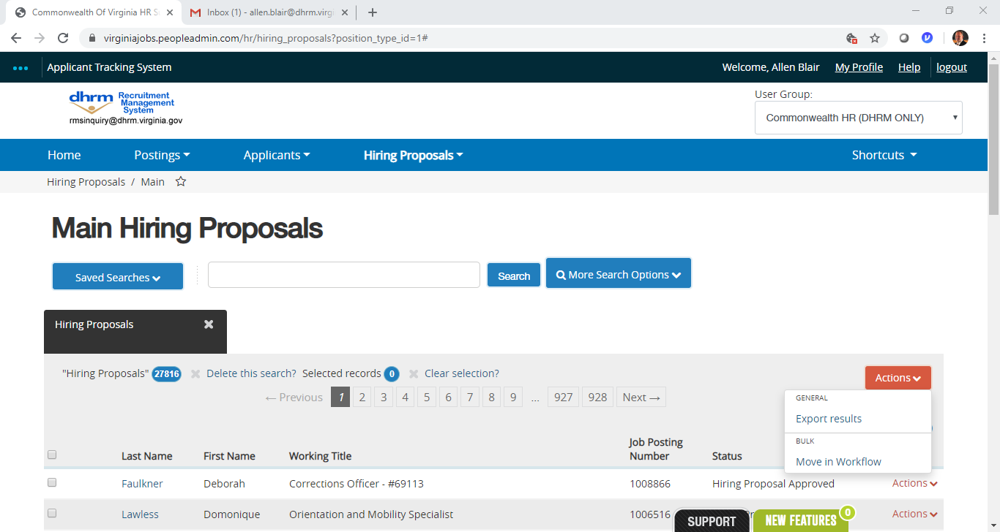 Commonwealth Of Virginia HR S
Inbox (1) - allen.blair@dhrm.virgi
virginiajobs.peopleadmin.com/hr/hiring_proposals?position_type_id=1#
Applicant Tracking System
Welcome, Allen Blair My Profile Help logout
dhrm Recruitment
Management
System
rmsinquiry@dhrm.virginia.gov
User Group:
Commonwealth HR (DHRM ONLY)
Home Postings Applicants Hiring Proposals Shortcuts
Hiring Proposals / Main
Main Hiring Proposals
Saved Searches Search More Search Options
Hiring Proposals
"Hiring Proposals" 27816 Delete this search? Selected records 0 Clear selection?
Actions
← Previous 1 2 3 4 5 6 7 8 9 ... 927 928 Next →
GENERAL
Export results
BULK
Move in Workflow
Last Name First Name Working Title Job Posting Number Status
Faulkner Deborah Corrections Officer - #69113 1008866 Hiring Proposal Approved Actions
Lawless Domonique Orientation and Mobility Specialist 1006516 Actions
SUPPORT
NEW FEATURES 0